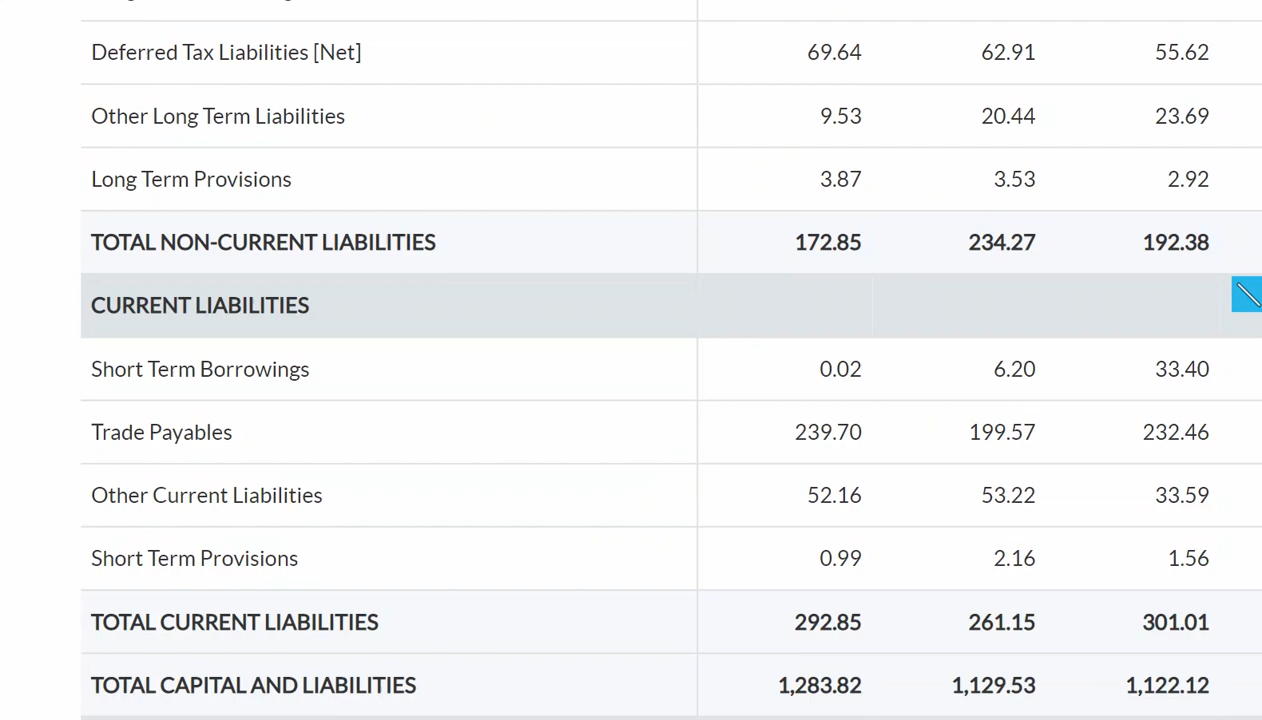 Deferred Tax Liabilities [Net] 69.64 62.91 55.62
Other Long Term Liabilities 9.53 20.44 23.69
Long Term Provisions 3.87 3.53 2.92
TOTAL NON-CURRENT LIABILITIES 172.85 234.27 192.38
CURRENT LIABILITIES
Short Term Borrowings 0.02 6.20 33.40
Trade Payables 239.70 199.57 232.46
Other Current Liabilities 52.16 53.22 33.59
Short Term Provisions 0.99 2.16 1.56
TOTAL CURRENT LIABILITIES 292.85 261.15 301.01
TOTAL CAPITAL AND LIABILITIES 1,283.82 1,129.53 1,122.12